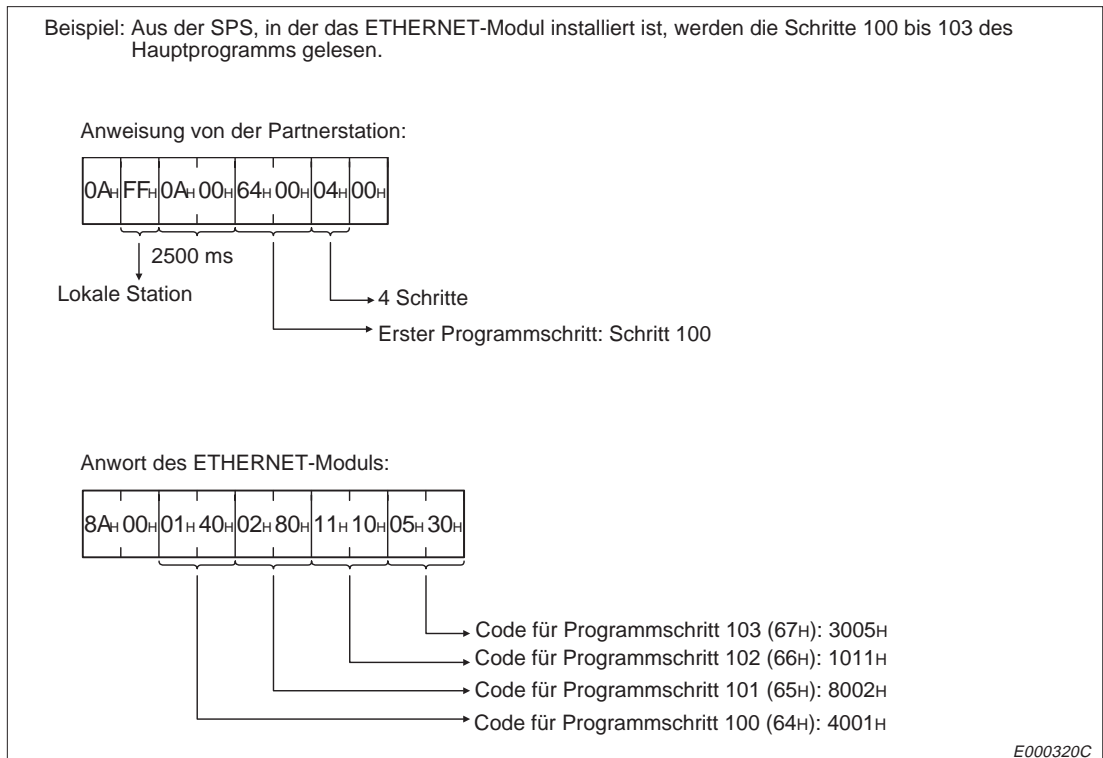 Beispiel: Aus der SPS, in der das ETHERNET-Modul installiert ist, werden die Schritte 100 bis 103 des
Hauptprogramms gelesen.
Anweisung von der Partnerstation:
0AH FFH 0AH 00H 64H 00H 04H 00H
2500 ms
Lokale Station
4 Schritte
Erster Programmschritt: Schritt 100
Anwort des ETHERNET-Moduls:
8AH 00H 01H 40H 02H 80H 11H 10H 05H 30H
Code für Programmschritt 103 (67H): 3005H
Code für Programmschritt 102 (66H): 1011H
Code für Programmschritt 101 (65H): 8002H
Code für Programmschritt 100 (64H): 4001H
E000320C